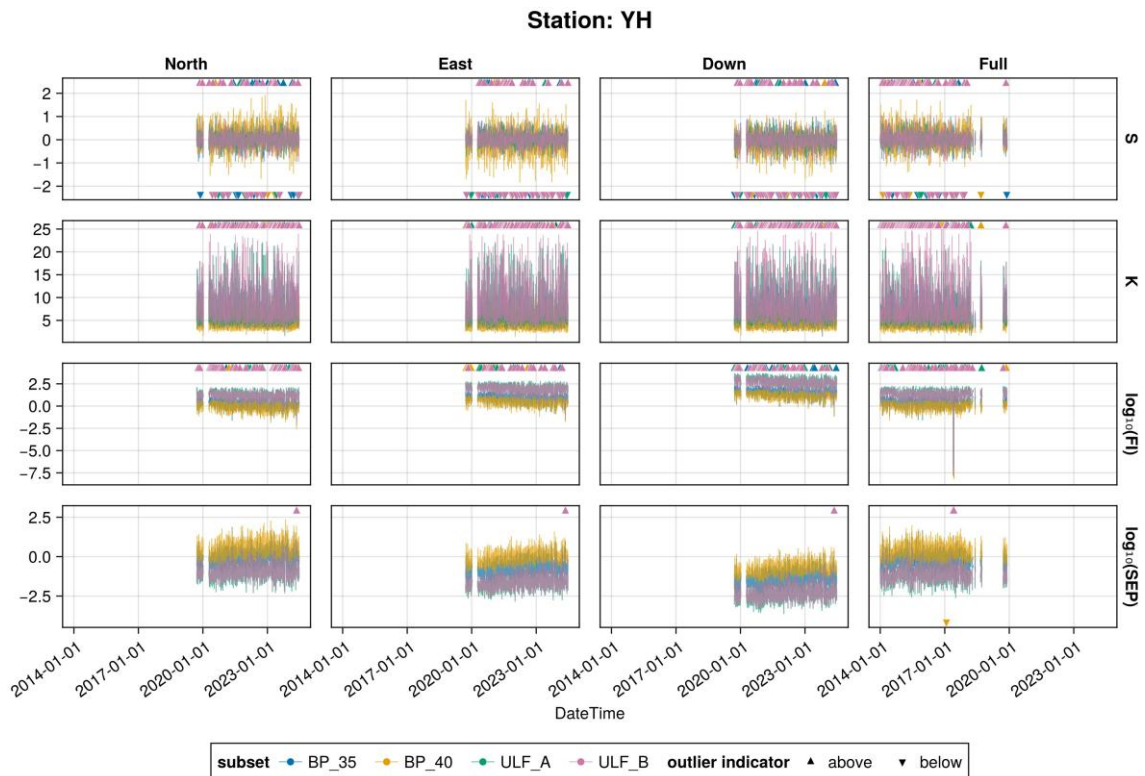 Station: YH
North East Down Full
2
1
0
−1
−2
S
25
20
15
10
5
K
2.5
0.0
−2.5
−5.0
−7.5
log₁₀(FI)
2.5
0.0
−2.5
log₁₀(SEP)
2014-01-01 2017-01-01 2020-01-01 2023-01-01 2014-01-01 2017-01-01 2020-01-01 2023-01-01 2014-01-01 2017-01-01 2020-01-01 2023-01-01 2014-01-01 2017-01-01 2020-01-01 2023-01-01
DateTime
subset BP_35 BP_40 ULF_A ULF_B outlier indicator above below